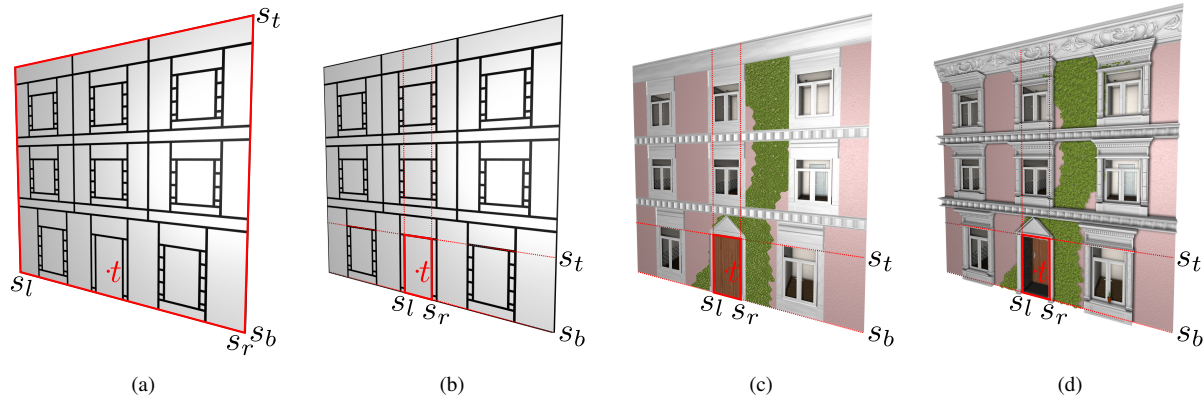 s_t
·t
s_l
s_r
s_b
(a)
s_t
·t
s_l
s_r
s_b
(b)
s_t
t
s_l
s_r
s_b
(c)
s_t
t
s_l
s_r
s_b
(d)